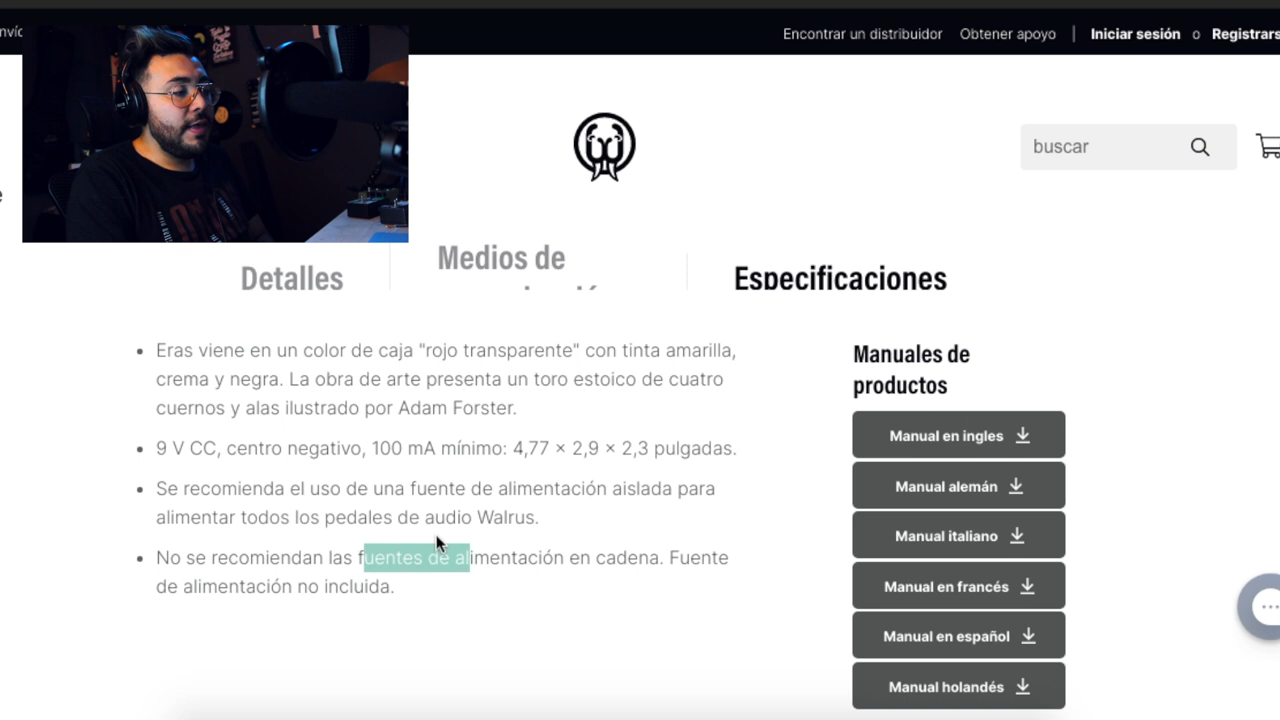 Encontrar un distribuidor Obtener apoyo | Iniciar sesión o
buscar
Detalles
Medios de
Especificaciones
• Eras viene en un color de caja "rojo transparente" con tinta amarilla,
crema y negra. La obra de arte presenta un toro estoico de cuatro
cuernos y alas ilustrado por Adam Forster.
• 9 V CC, centro negativo, 100 mA mínimo: 4,77 × 2,9 × 2,3 pulgadas.
• Se recomienda el uso de una fuente de alimentación aislada para
alimentar todos los pedales de audio Walrus.
• No se recomiendan las fuentes de alimentación en cadena. Fuente
de alimentación no incluida.
Manuales de
productos
Manual en ingles
Manual alemán
Manual italiano
Manual en francés
Manual en español
Manual holandés